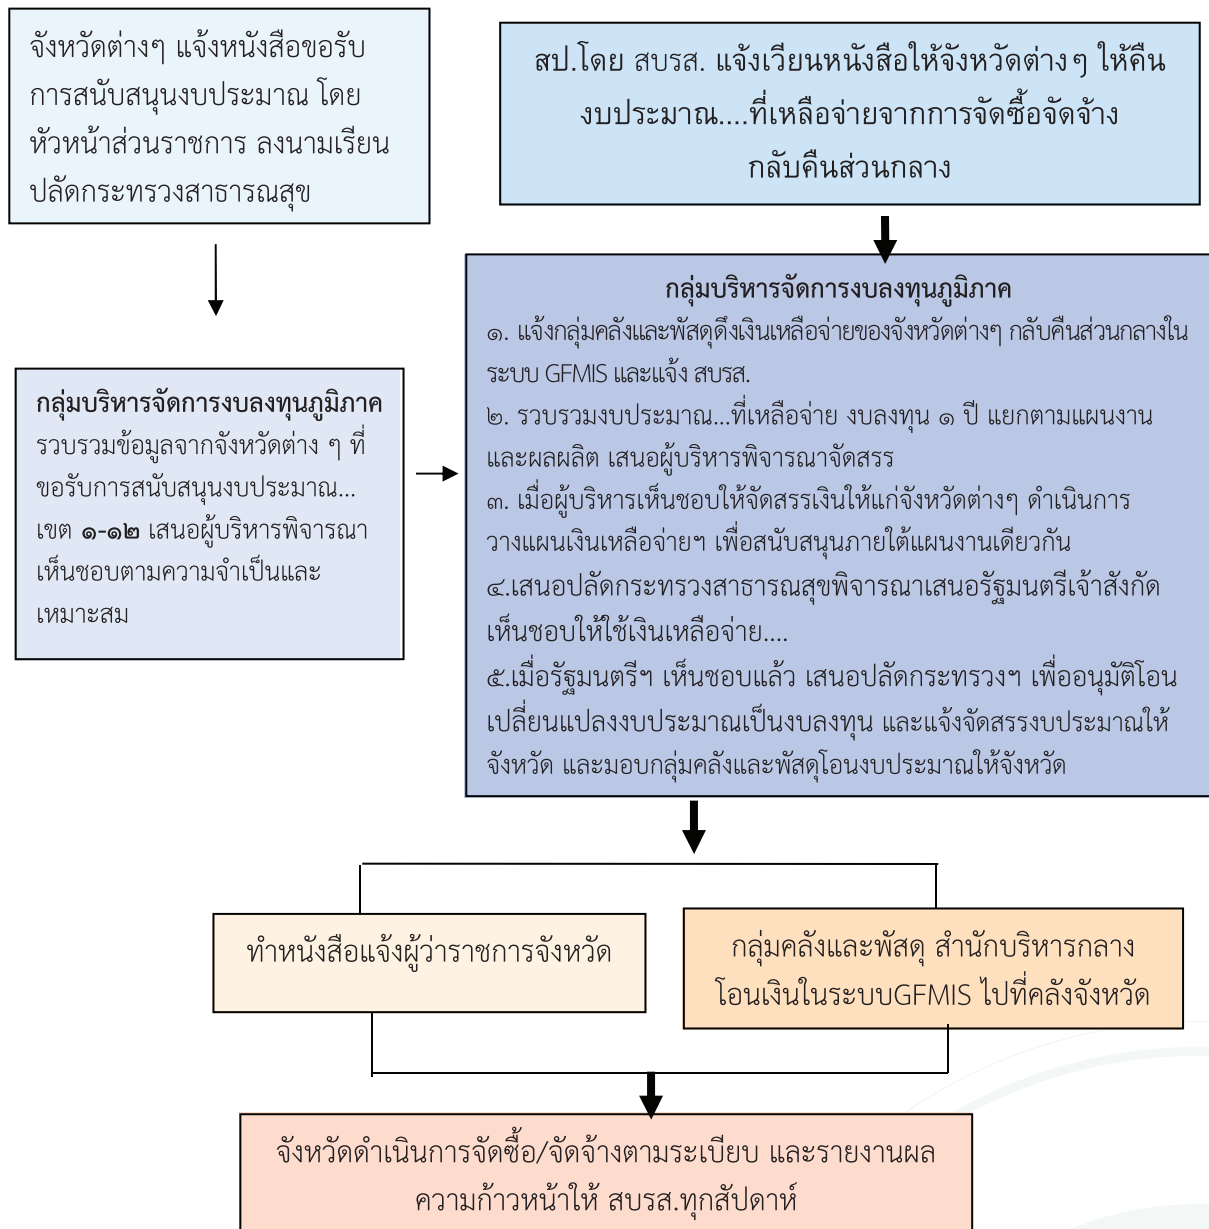 จังหวัดต่างๆ แจ้งหนังสือขอรับ
การสนับสนุนงบประมาณ โดย
หัวหน้าส่วนราชการ ลงนามเรียน
ปลัดกระทรวงสาธารณสุข
สป.โดย สบรส. แจ้งเวียนหนังสือให้จังหวัดต่างๆ ให้คืน
งบประมาณ....ที่เหลือจ่ายจากการจัดซื้อจัดจ้าง
กลับคืนส่วนกลาง
กลุ่มบริหารจัดการงบลงทุนภูมิภาค
รวบรวมข้อมูลจากจังหวัดต่าง ๆ ที่
ขอรับการสนับสนุนงบประมาณ...
เขต ๑-๑๒ เสนอผู้บริหารพิจารณา
เห็นชอบตามความจำเป็นและ
เหมาะสม
กลุ่มบริหารจัดการงบลงทุนภูมิภาค
๑. แจ้งกลุ่มคลังและพัสดุดึงเงินเหลือจ่ายของจังหวัดต่างๆ กลับคืนส่วนกลางใน
ระบบ GFMIS และแจ้ง สบรส.
๒. รวบรวมงบประมาณ...ที่เหลือจ่าย งบลงทุน ๑ ปี แยกตามแผนงาน
และผลผลิต เสนอผู้บริหารพิจารณาจัดสรร
๓. เมื่อผู้บริหารเห็นชอบให้จัดสรรเงินให้แก่จังหวัดต่างๆ ดำเนินการ
วางแผนเงินเหลือจ่ายฯ เพื่อสนับสนุนภายใต้แผนงานเดียวกัน
๔.เสนอปลัดกระทรวงสาธารณสุขพิจารณาเสนอรัฐมนตรีเจ้าสังกัด
เห็นชอบให้ใช้เงินเหลือจ่าย....
๕.เมื่อรัฐมนตรีฯ เห็นชอบแล้ว เสนอปลัดกระทรวงฯ เพื่ออนุมัติโอน
เปลี่ยนแปลงงบประมาณเป็นงบลงทุน และแจ้งจัดสรรงบประมาณให้
จังหวัด และมอบกลุ่มคลังและพัสดุโอนงบประมาณให้จังหวัด
ทำหนังสือแจ้งผู้ว่าราชการจังหวัด
กลุ่มคลังและพัสดุ สำนักบริหารกลาง
โอนเงินในระบบGFMIS ไปที่คลังจังหวัด
จังหวัดดำเนินการจัดซื้อ/จัดจ้างตามระเบียบ และรายงานผล
ความก้าวหน้าให้ สบรส.ทุกสัปดาห์